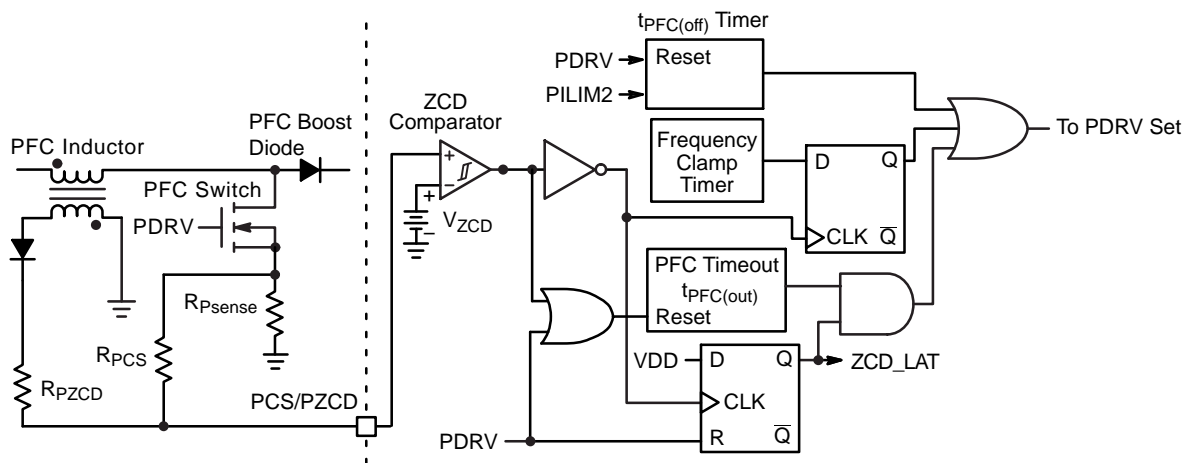 tPFC(off) Timer
PDRV
Reset
PILIM2
ZCD
Comparator
PFC Boost
Diode
PFC Inductor
PFC Switch
PDRV
+
−
+
−
VZCD
Frequency
Clamp
Timer
D
Q
CLK
Q
To PDRV Set
PFC Timeout
tPFC(out)
Reset
RPsense
RPCS
RPZCD
PCS/PZCD
VDD
D
Q
ZCD_LAT
CLK
PDRV
R
Q